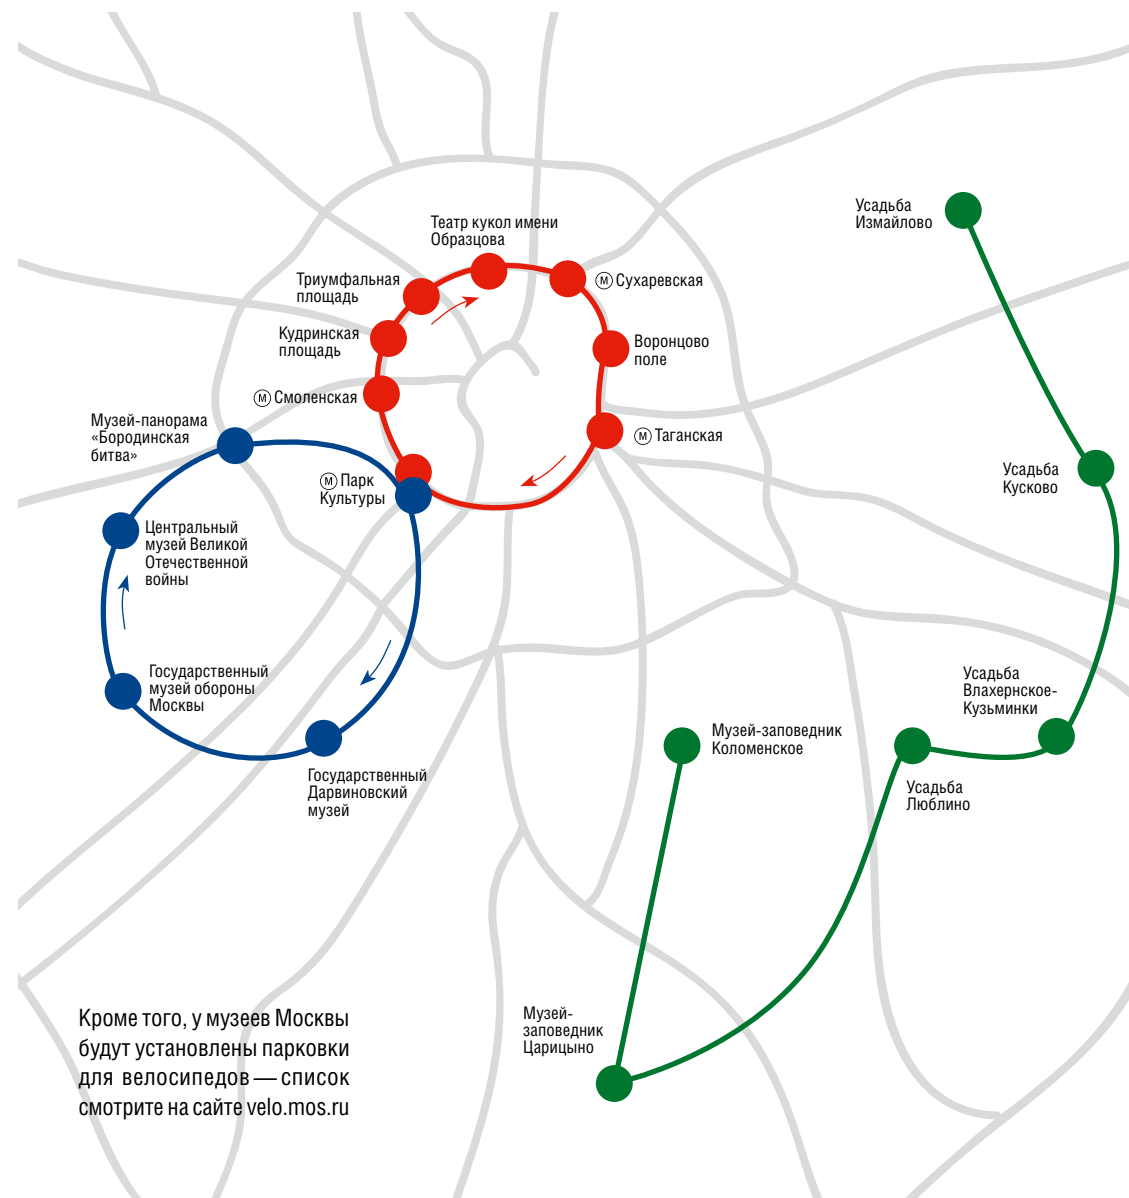 Усадьба
Измайлово
Театр кукол имени
Образцова
Триумфальная
площадь
М Сухаревская
Кудринская
площадь
Воронцово
поле
М Смоленская
Музей-панорама
«Бородинская
битва»
М Таганская
М Парк
Культуры
Усадьба
Кусково
Центральный
музей Великой
Отечественной
войны
Государственный
музей обороны
Москвы
Усадьба
Влахернское-
Кузьминки
Музей-заповедник
Коломенское
Государственный
Дарвиновский
музей
Усадьба
Люблино
Музей-
заповедник
Царицыно
Кроме того, у музеев Москвы
будут установлены парковки
для велосипедов — список
смотрите на сайте velo.mos.ru